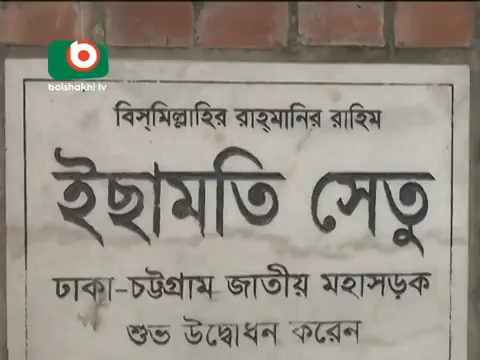 boishakhi tv
বিস্‌মিল্লাহির রাহ্‌মানির রাহিম
ইছামতি সেতু
ঢাকা-চট্টগ্রাম জাতীয় মহাসড়ক
শুভ উদ্বোধন করেন